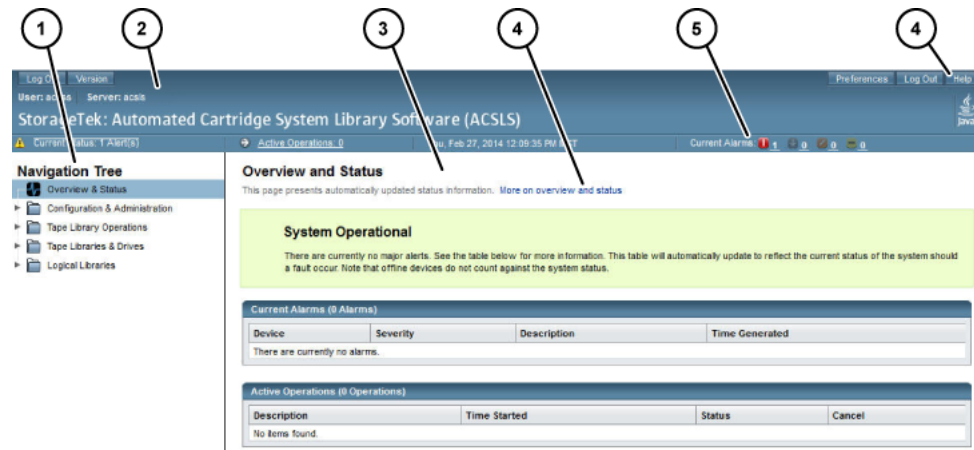 1 2 3 4 5 4
Log Out Version Preferences Log Out Help
User: acsss Server: acsls
StorageTek: Automated Cartridge System Library Software (ACSLS)
Java
Current Status: 1 Alert(s) Active Operations: 0 Feb 27, 2014 12:09:35 PM Current Alarms: 1 0 0 0
Navigation Tree
Overview & Status
Configuration & Administration
Tape Library Operations
Tape Libraries & Drives
Logical Libraries
Overview and Status
This page presents automatically updated status information. More on overview and status
System Operational
There are currently no major alerts. See the table below for more information. This table will automatically update to reflect the current status of the system should
a fault occur. Note that offline devices do not count against the system status.
Current Alarms (0 Alarms)
Device Severity Description Time Generated
There are currently no alarms.
Active Operations (0 Operations)
Description Time Started Status Cancel
No items found.